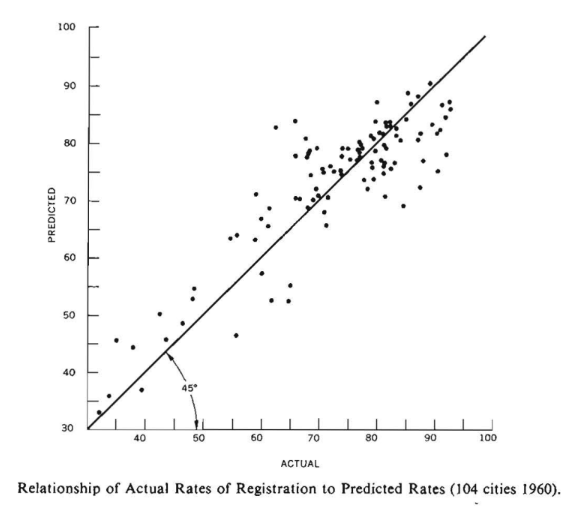 100
90
80
70
60
50
40
30
PREDICTED
45°
40 50 60 70 80 90 100
ACTUAL
Relationship of Actual Rates of Registration to Predicted Rates (104 cities 1960).